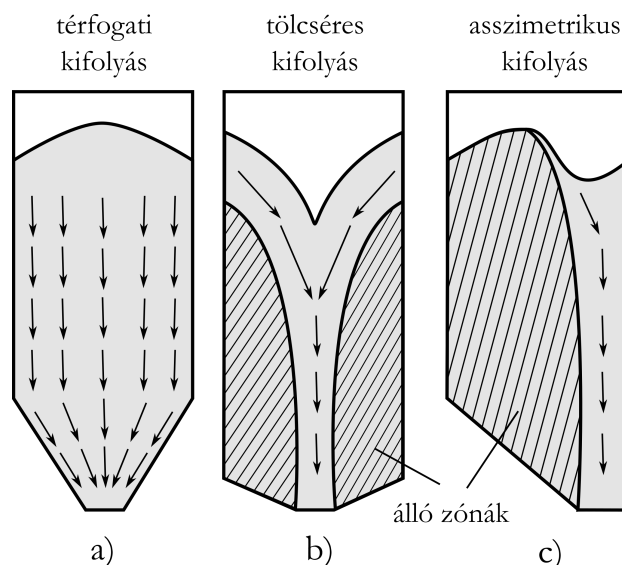 térfogati
kifolyás
tölcséres
kifolyás
asszimetrikus
kifolyás
álló zónák
a)
b)
c)